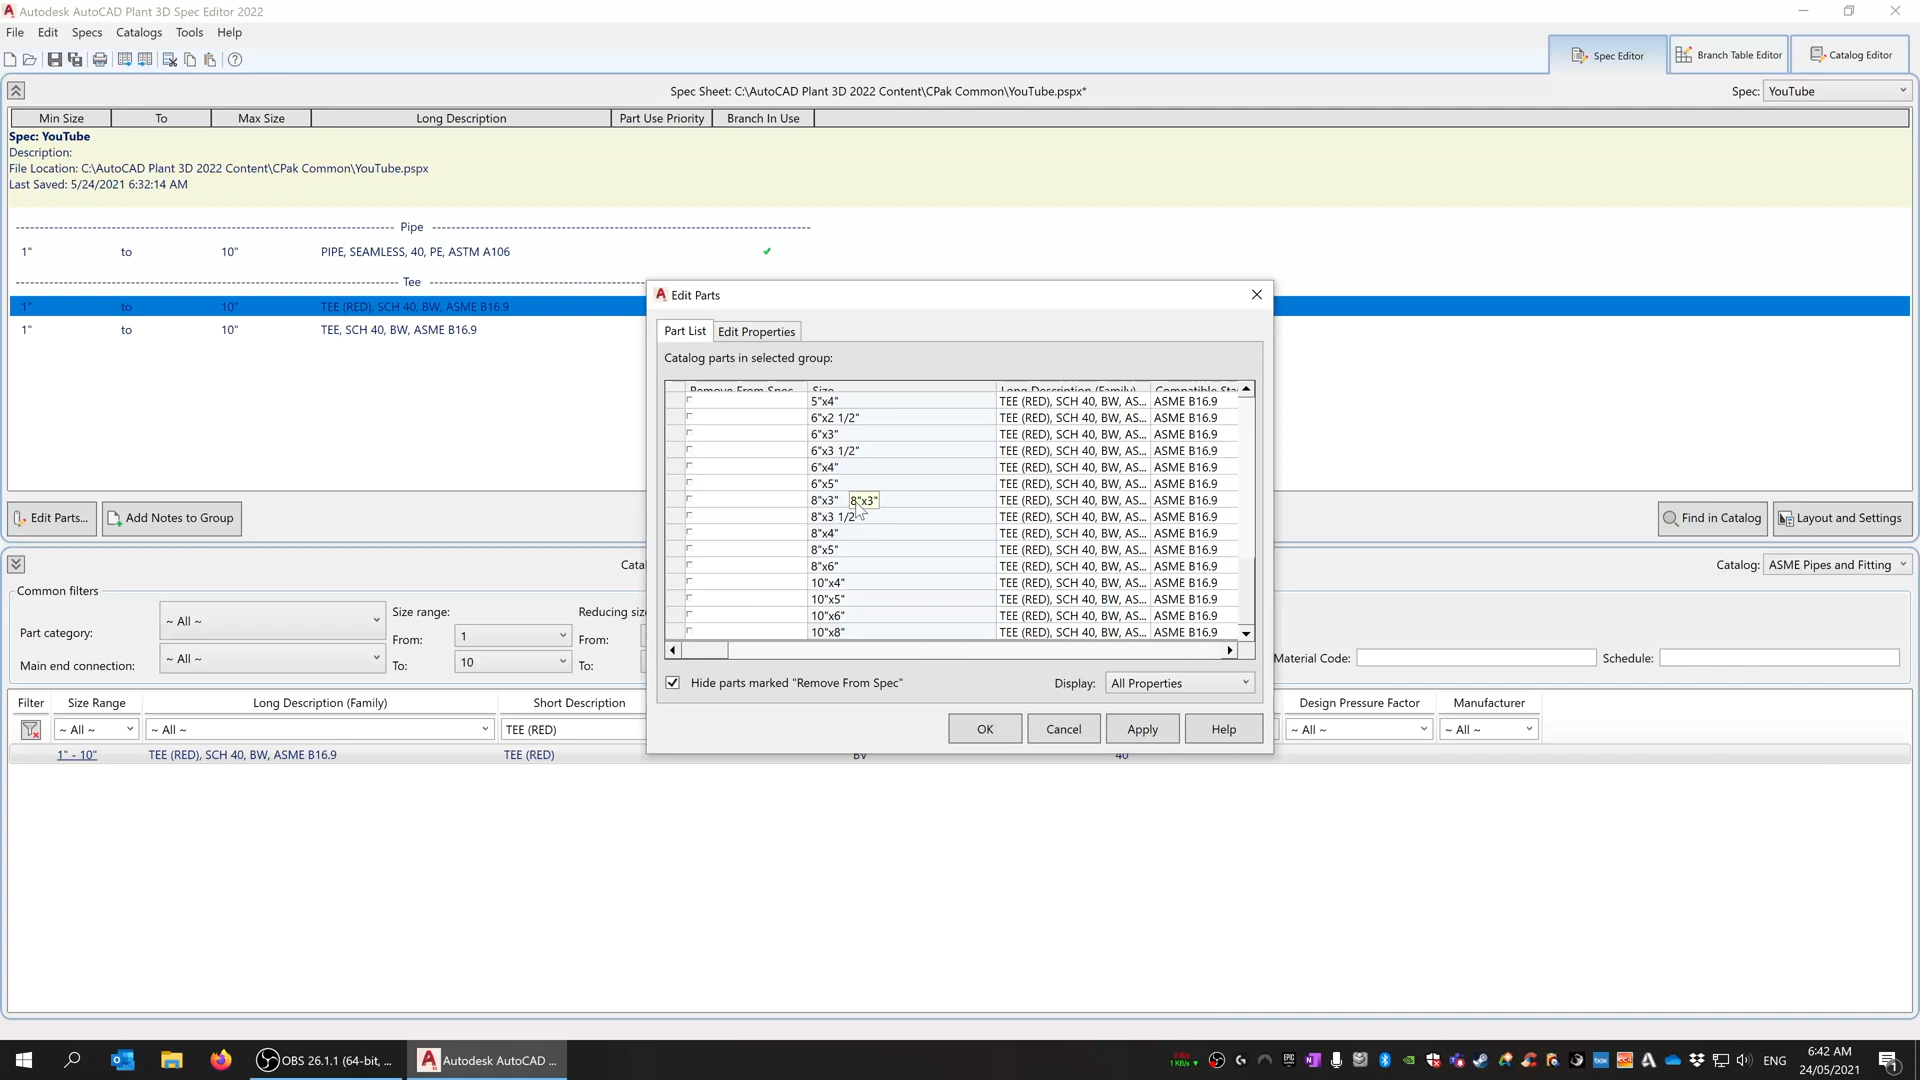 Autodesk AutoCAD Plant 3D Spec Editor 2022
File Edit Specs Catalogs Tools Help
Spec Editor
Branch Table Editor
Catalog Editor
Spec Sheet: C:\AutoCAD Plant 3D 2022 Content\CPak Common\YouTube.pspx*
Spec: YouTube
Min Size To Max Size Long Description Part Use Priority Branch In Use
Spec: YouTube
Description:
File Location: C:\AutoCAD Plant 3D 2022 Content\CPak Common\YouTube.pspx
Last Saved: 5/24/2021 6:32:14 AM
Pipe
1" to 10" PIPE, SEAMLESS, 40, PE, ASTM A106
Tee
1" to 10" TEE (RED), SCH 40, BW, ASME B16.9
1" to 10" TEE, SCH 40, BW, ASME B16.9
Edit Parts... Add Notes to Group
Find in Catalog Layout and Settings
Edit Parts
Part List Edit Properties
Catalog parts in selected group:
Remove From Spec Size Long Description (Family) Compatible Sta
5"x4" TEE (RED), SCH 40, BW, AS... ASME B16.9
6"x2 1/2" TEE (RED), SCH 40, BW, AS... ASME B16.9
6"x3" TEE (RED), SCH 40, BW, AS... ASME B16.9
6"x3 1/2" TEE (RED), SCH 40, BW, AS... ASME B16.9
6"x4" TEE (RED), SCH 40, BW, AS... ASME B16.9
6"x5" TEE (RED), SCH 40, BW, AS... ASME B16.9
8"x3" 8"x3" TEE (RED), SCH 40, BW, AS... ASME B16.9
8"x3 1/2" TEE (RED), SCH 40, BW, AS... ASME B16.9
8"x4" TEE (RED), SCH 40, BW, AS... ASME B16.9
8"x5" TEE (RED), SCH 40, BW, AS... ASME B16.9
8"x6" TEE (RED), SCH 40, BW, AS... ASME B16.9
10"x4" TEE (RED), SCH 40, BW, AS... ASME B16.9
10"x5" TEE (RED), SCH 40, BW, AS... ASME B16.9
10"x6" TEE (RED), SCH 40, BW, AS... ASME B16.9
10"x8" TEE (RED), SCH 40, BW, AS... ASME B16.9
Hide parts marked "Remove From Spec" Display: All Properties
OK Cancel Apply Help
Cata
Catalog: ASME Pipes and Fitting
Common filters
Part category: ~ All ~
Main end connection: ~ All ~
Size range:
From: 1
To: 10
Reducing siz
From:
To:
Material Code: Schedule:
Filter Size Range Long Description (Family) Short Description Design Pressure Factor Manufacturer
~ All ~ ~ All ~ TEE (RED) ~ All ~ ~ All ~
1" - 10" TEE (RED), SCH 40, BW, ASME B16.9 TEE (RED) BV 40
OBS 26.1.1 (64-bit, ...
Autodesk AutoCAD ...
ENG
6:42 AM
24/05/2021